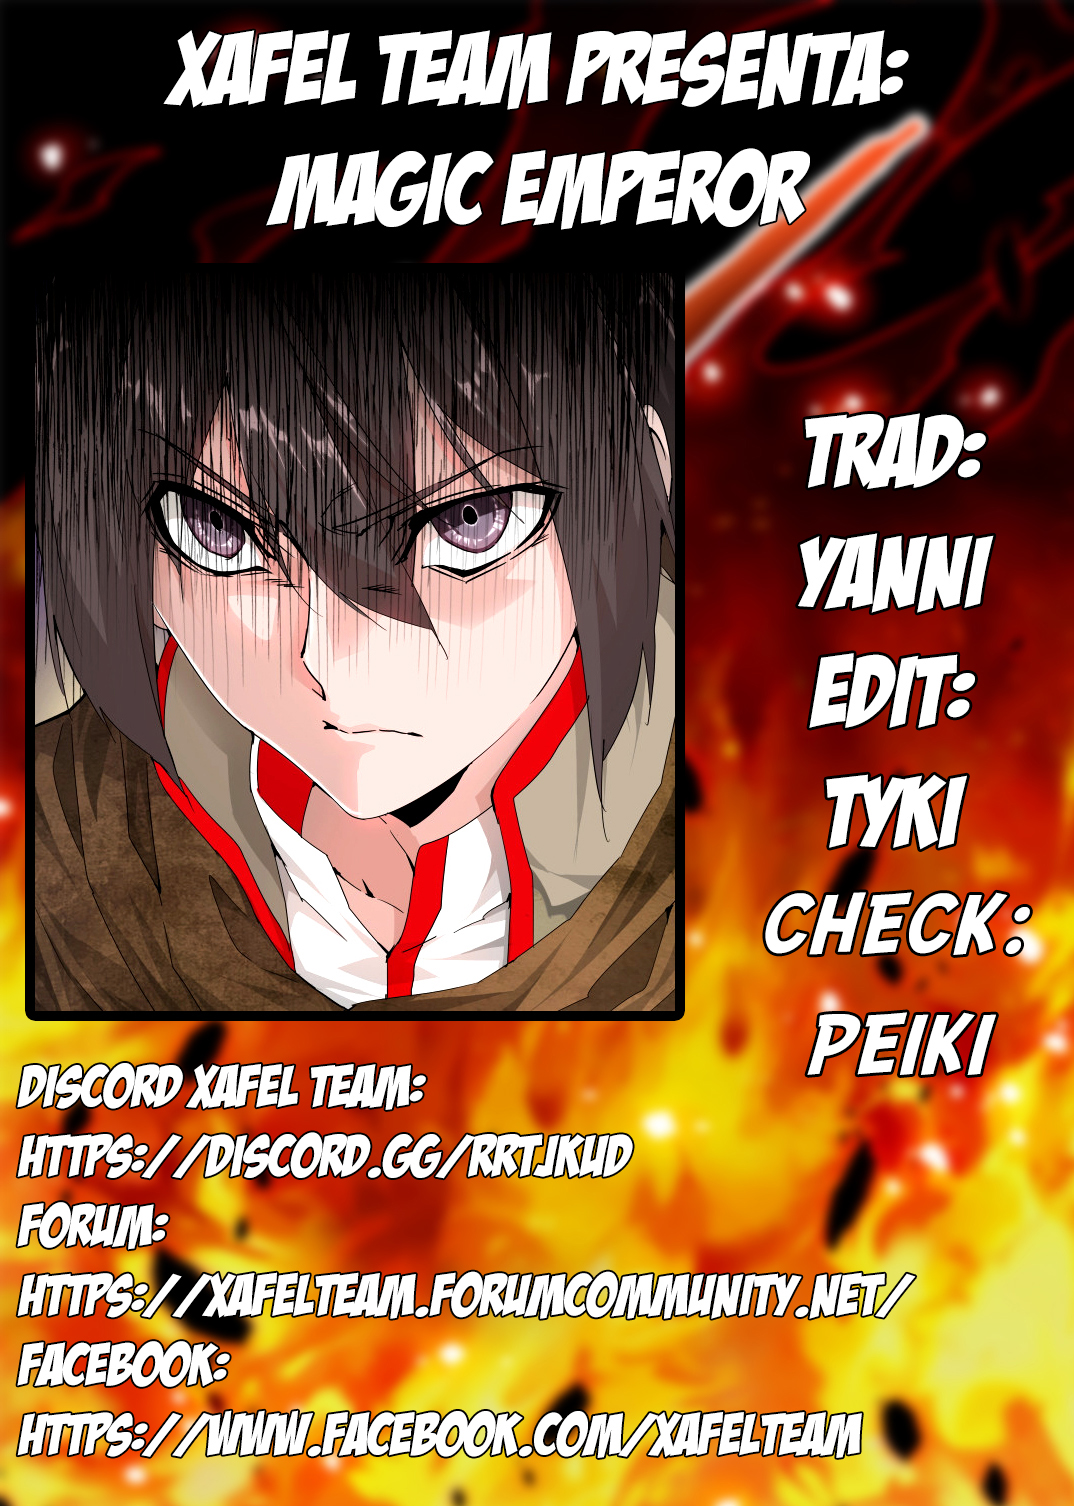 XAFEL TEAM PRESENTA:
MAGIC EMPEROR
TRAD:
YANNI
EDIT:
TYKI
CHECK:
PEIKI
DISCORD XAFEL TEAM:
HTTPS://DISCORD.GG/RRTJKUD
FORUM:
HTTPS://XAFELTEAM.FORUMCOMMUNITY.NET/
FACEBOOK:
HTTPS://WWW.FACEBOOK.COM/XAFELTEAM